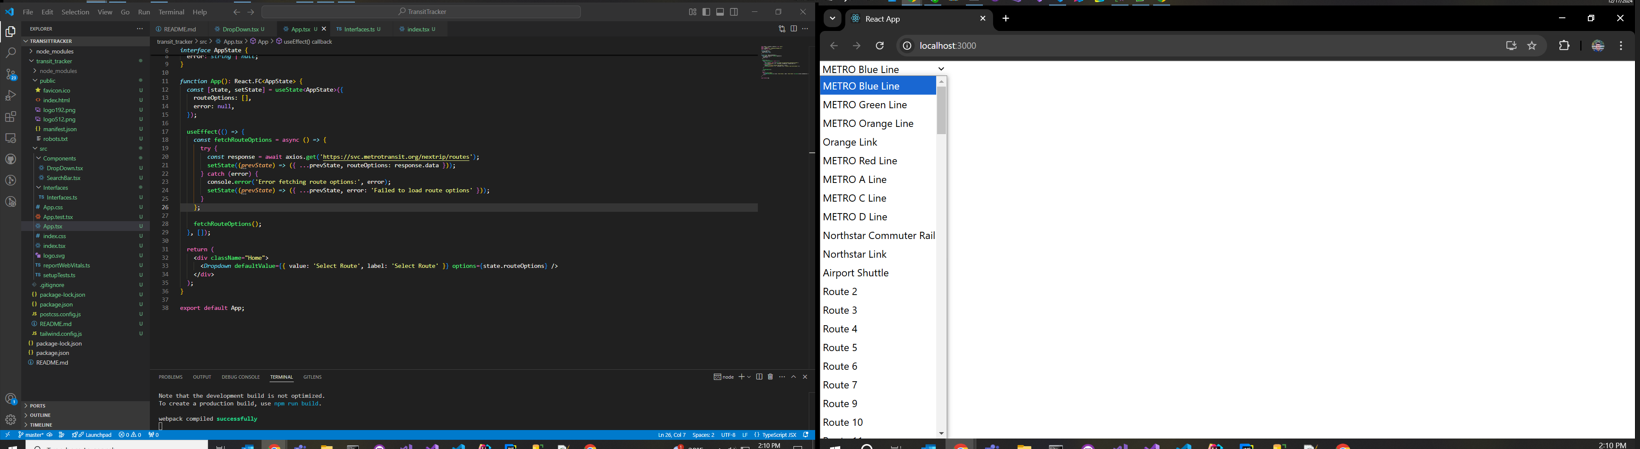 File Edit Selection View Go Run Terminal Help
TransitTracker
EXPLORER
TRANSITTRACKER
node_modules
transit_tracker
node_modules
public
favicon.ico
index.html
logo192.png
logo512.png
manifest.json
robots.txt
src
Components
DropDown.tsx U
SearchBar.tsx U
Interfaces
Interfaces.ts U
App.css U
App.test.tsx U
App.tsx U
index.css U
index.tsx U
logo.svg U
reportWebVitals.ts U
setupTests.ts U
.gitignore U
package-lock.json U
package.json U
postcss.config.js U
README.md U
tailwind.config.js U
package-lock.json
package.json
README.md
PORTS
OUTLINE
TIMELINE
README.md DropDown.tsx U App.tsx U Interfaces.ts U index.tsx U
transit_tracker > src > App.tsx > App > useEffect() callback
6 interface AppState {
8 error: string | null;
9 }
10
11 function App(): React.FC<AppState> {
12 const [state, setState] = useState<AppState>({
13 routeOptions: [],
14 error: null,
15 });
16
17 useEffect(() => {
18 const fetchRouteOptions = async () => {
19 try {
20 const response = await axios.get('https://svc.metrotransit.org/nextrip/routes');
21 setState((prevState) => ({ ...prevState, routeOptions: response.data }));
22 } catch (error) {
23 console.error('Error fetching route options:', error);
24 setState((prevState) => ({ ...prevState, error: 'Failed to load route options' }));
25 }
26 };
27
28 fetchRouteOptions();
29 }, []);
30
31 return (
32 <div className="Home">
33 <Dropdown defaultValue={{ value: 'Select Route', label: 'Select Route' }} options={state.routeOptions} />
34 </div>
35 );
36 }
37
38 export default App;
PROBLEMS OUTPUT DEBUG CONSOLE TERMINAL GITLENS
node
Note that the development build is not optimized.
To create a production build, use npm run build.
webpack compiled successfully
master* Launchpad 0 0 0
Ln 26, Col 7 Spaces: 2 UTF-8 LF TypeScript JSX
2:10 PM
12/17/2024
React App
localhost:3000
METRO Blue Line
METRO Blue Line
METRO Green Line
METRO Orange Line
Orange Link
METRO Red Line
METRO A Line
METRO C Line
METRO D Line
Northstar Commuter Rail
Northstar Link
Airport Shuttle
Route 2
Route 3
Route 4
Route 5
Route 6
Route 7
Route 9
Route 10
2:10 PM